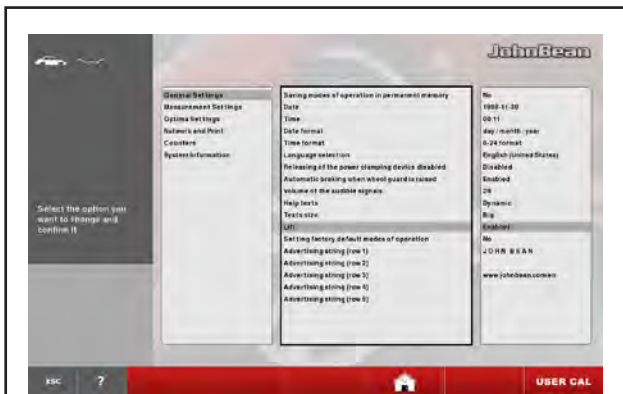 JohnBean
General Settings
Measurement Settings
Optima Settings
Network and Print
Counters
System Information
Saving modes of operation in permanent memory
Date
Time
Date format
Time format
Language selection
Releasing of the power clamping device disabled
Automatic braking when wheel guard is raised
Volume of the audible signals
Help texts
Texts size
Lift
Setting factory default modes of operation
Advertising string (row 1)
Advertising string (row 2)
Advertising string (row 3)
Advertising string (row 4)
Advertising string (row 5)
No
day / month / year
0-24 format
English (United States)
Disabled
Enabled
Dynamic
Big
Enabled
No
JOHN BEAN
Select the option you
want to change and
confirm it
ESC
?
USER CAL